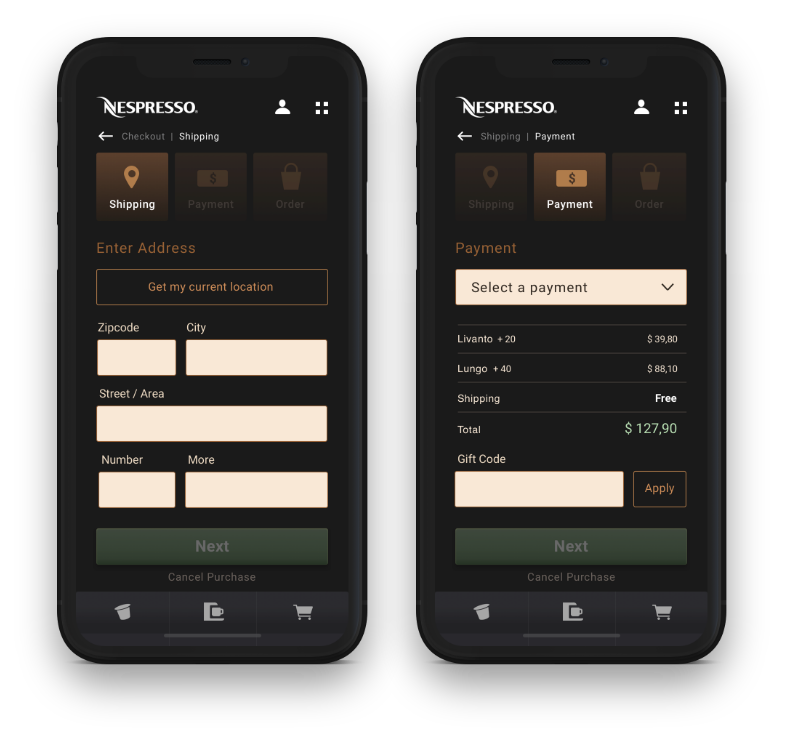 NESPRESSO.
Checkout | Shipping
Shipping
Payment
Order
Enter Address
Get my current location
Zipcode
City
Street / Area
Number
More
Next
Cancel Purchase
NESPRESSO.
Shipping | Payment
Shipping
Payment
$
Order
Payment
Select a payment
Livanto + 20 $ 39,80
Lungo + 40 $ 88,10
Shipping Free
Total $ 127,90
Gift Code
Apply
Next
Cancel Purchase